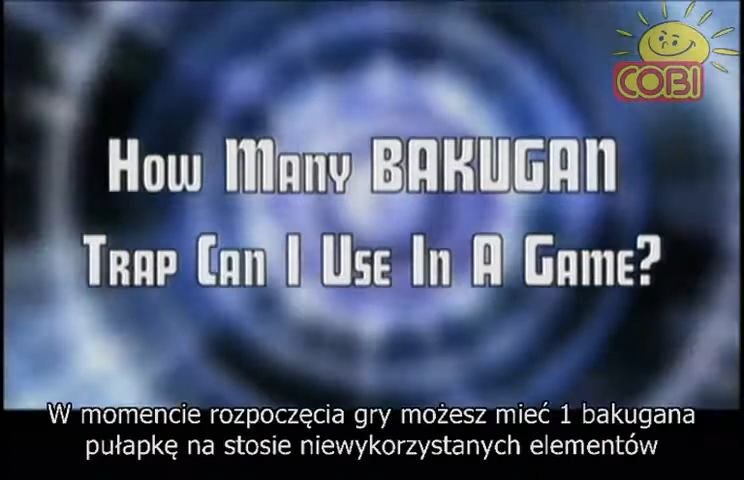 COBI
How Many BAKUGAN
Trap Can I Use In A Game?
W momencie rozpoczęcia gry możesz mieć 1 bakugana
pułapkę na stosie niewykorzystanych elementów